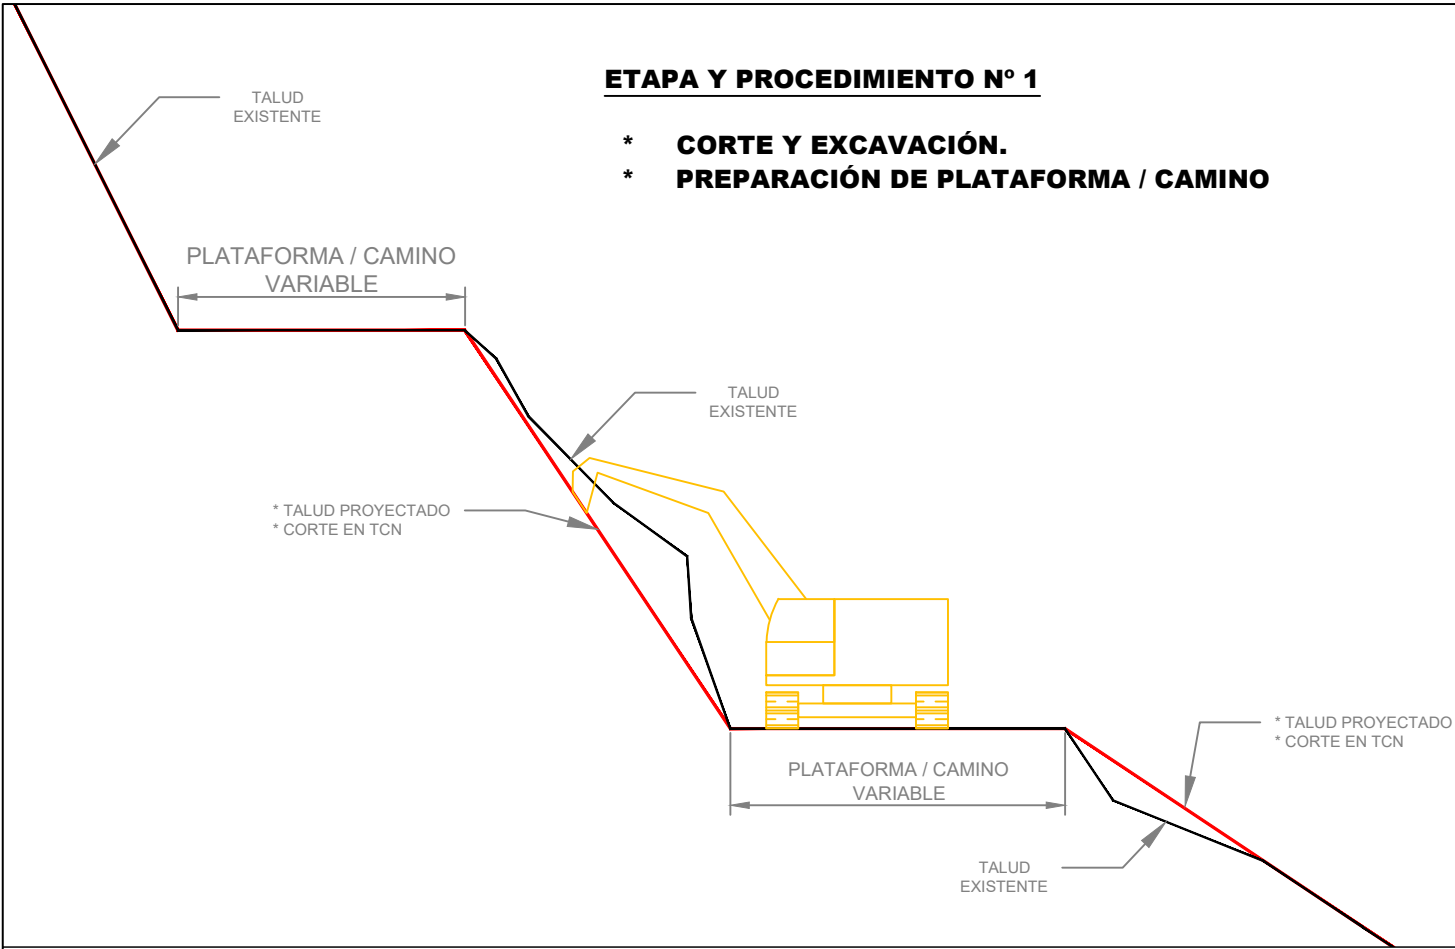 ETAPA Y PROCEDIMIENTO Nº 1
TALUD
EXISTENTE
* CORTE Y EXCAVACIÓN.
* PREPARACIÓN DE PLATAFORMA / CAMINO
PLATAFORMA / CAMINO
VARIABLE
TALUD
EXISTENTE
* TALUD PROYECTADO
* CORTE EN TCN
* TALUD PROYECTADO
* CORTE EN TCN
PLATAFORMA / CAMINO
VARIABLE
TALUD
EXISTENTE